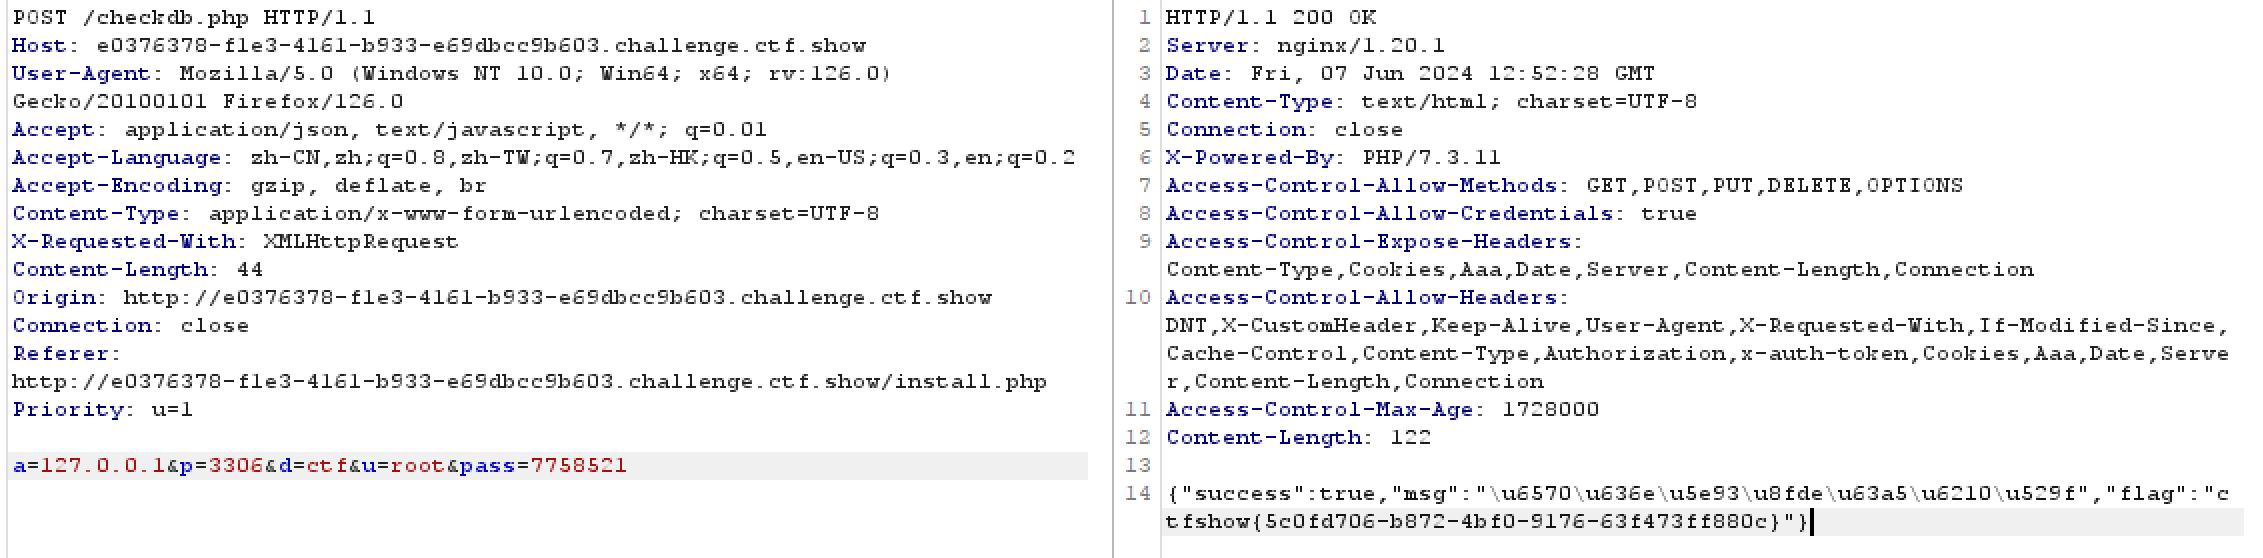 POST /checkdb.php HTTP/1.1
Host: e0376378-f1e3-4161-b933-e69dbcc9b603.challenge.ctf.show
User-Agent: Mozilla/5.0 (Windows NT 10.0; Win64; x64; rv:126.0)
Gecko/20100101 Firefox/126.0
Accept: application/json, text/javascript, */*; q=0.01
Accept-Language: zh-CN,zh;q=0.8,zh-TW;q=0.7,zh-HK;q=0.5,en-US;q=0.3,en;q=0.2
Accept-Encoding: gzip, deflate, br
Content-Type: application/x-www-form-urlencoded; charset=UTF-8
X-Requested-With: XMLHttpRequest
Content-Length: 44
Origin: http://e0376378-f1e3-4161-b933-e69dbcc9b603.challenge.ctf.show
Connection: close
Referer:
http://e0376378-f1e3-4161-b933-e69dbcc9b603.challenge.ctf.show/install.php
Priority: u=1
a=127.0.0.1&p=3306&d=ctf&u=root&pass=7758521
1 HTTP/1.1 200 OK
2 Server: nginx/1.20.1
3 Date: Fri, 07 Jun 2024 12:52:28 GMT
4 Content-Type: text/html; charset=UTF-8
5 Connection: close
6 X-Powered-By: PHP/7.3.11
7 Access-Control-Allow-Methods: GET,POST,PUT,DELETE,OPTIONS
8 Access-Control-Allow-Credentials: true
9 Access-Control-Expose-Headers:
Content-Type,Cookies,Aaa,Date,Server,Content-Length,Connection
10 Access-Control-Allow-Headers:
DNT,X-CustomHeader,Keep-Alive,User-Agent,X-Requested-With,If-Modified-Since,
Cache-Control,Content-Type,Authorization,x-auth-token,Cookies,Aaa,Date,Serve
r,Content-Length,Connection
11 Access-Control-Max-Age: 1728000
12 Content-Length: 122
13
14 {"success":true,"msg":"\u6570\u636e\u5e93\u8fde\u63a5\u6210\u529f","flag":"c
tfshow{5c0fd706-b872-4bf0-9176-63f473ff880c}"}